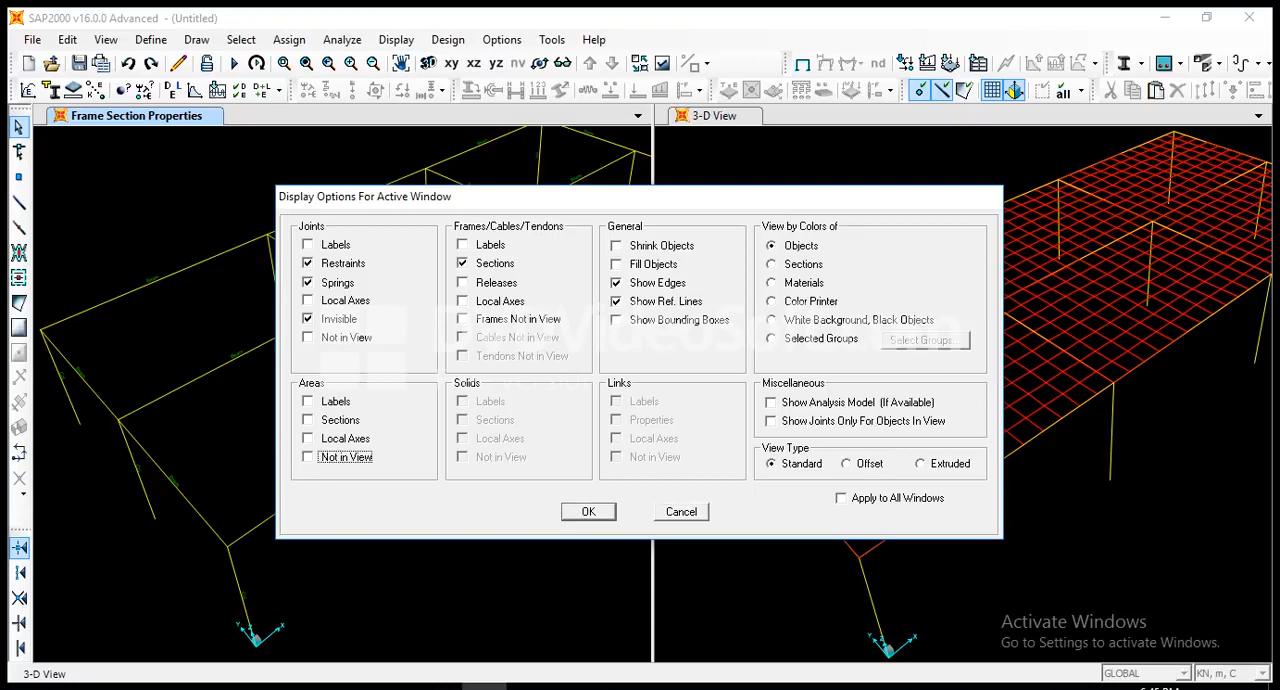 SAP2000 v16.0.0 Advanced - (Untitled)
File Edit View Define Draw Select Assign Analyze Display Design Options Tools Help
xy xz yz nv
nd
all
Frame Section Properties
3-D View
Display Options For Active Window
Joints
Labels
Restraints
Springs
Local Axes
Invisible
Not in View
Frames/Cables/Tendons
Labels
Sections
Releases
Local Axes
Frames Not in View
Cables Not in View
Tendons Not in View
General
Shrink Objects
Fill Objects
Show Edges
Show Ref. Lines
Show Bounding Boxes
View by Colors of
Objects
Sections
Materials
Color Printer
White Background, Black Objects
Selected Groups
Select Groups...
Areas
Labels
Sections
Local Axes
Not in View
Solids
Labels
Sections
Local Axes
Not in View
Links
Labels
Properties
Local Axes
Not in View
Miscellaneous
Show Analysis Model (If Available)
Show Joints Only For Objects In View
View Type
Standard Offset Extruded
Apply to All Windows
OK Cancel
Y Z X
Y Z X
Activate Windows
Go to Settings to activate Windows.
3-D View
GLOBAL
KN, m, C